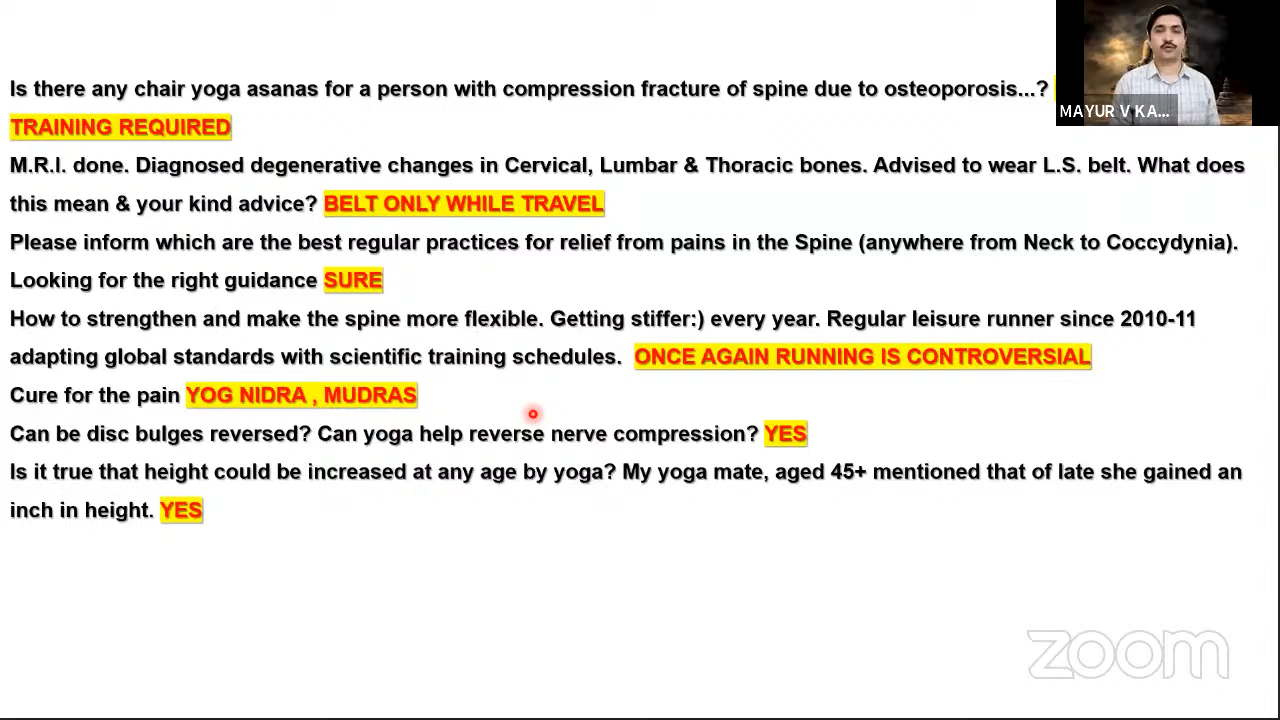 Is there any chair yoga asanas for a person with compression fracture of spine due to osteoporosis...?
TRAINING REQUIRED
MAYUR V KA...
M.R.I. done. Diagnosed degenerative changes in Cervical, Lumbar & Thoracic bones. Advised to wear L.S. belt. What does
this mean & your kind advice? BELT ONLY WHILE TRAVEL
Please inform which are the best regular practices for relief from pains in the Spine (anywhere from Neck to Coccydynia).
Looking for the right guidance SURE
How to strengthen and make the spine more flexible. Getting stiffer:) every year. Regular leisure runner since 2010-11
adapting global standards with scientific training schedules. ONCE AGAIN RUNNING IS CONTROVERSIAL
Cure for the pain YOG NIDRA , MUDRAS
Can be disc bulges reversed? Can yoga help reverse nerve compression? YES
Is it true that height could be increased at any age by yoga? My yoga mate, aged 45+ mentioned that of late she gained an
inch in height. YES
zoom